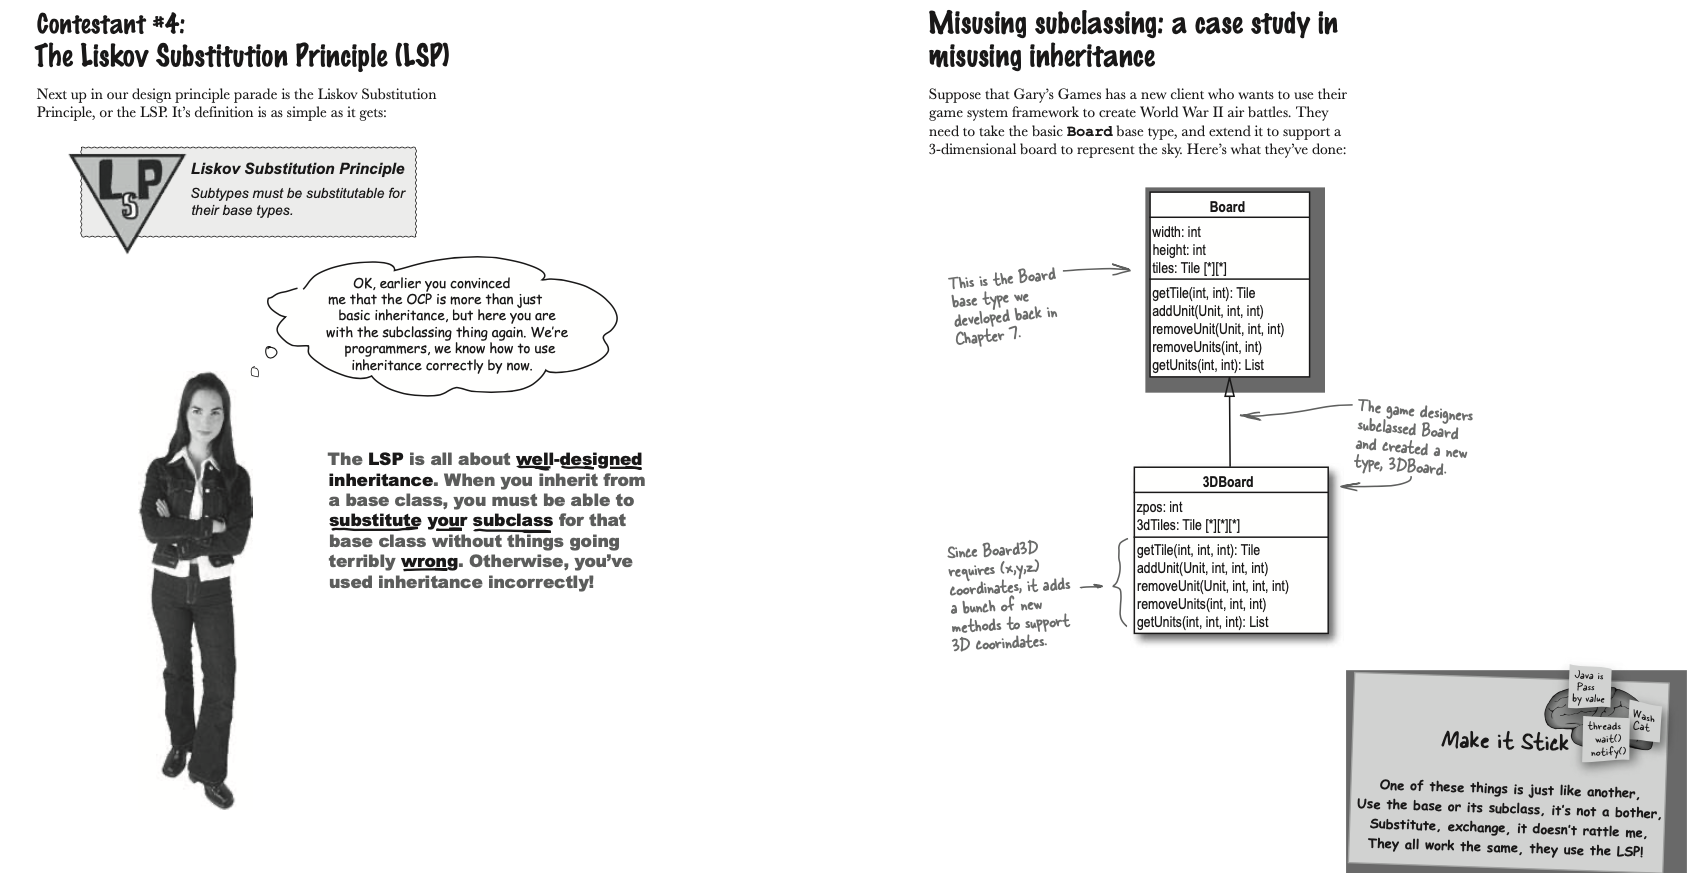 Contestant #4:
The Liskov Substitution Principle (LSP)
Next up in our design principle parade is the Liskov Substitution
Principle, or the LSP. It's definition is as simple as it gets:
LSP
Liskov Substitution Principle
Subtypes must be substitutable for
their base types.
OK, earlier you convinced
me that the OCP is more than just
basic inheritance, but here you are
with the subclassing thing again. We're
programmers, we know how to use
inheritance correctly by now.
The LSP is all about well-designed
inheritance. When you inherit from
a base class, you must be able to
substitute your subclass for that
base class without things going
terribly wrong. Otherwise, you've
used inheritance incorrectly!
Misusing subclassing: a case study in
misusing inheritance
Suppose that Gary's Games has a new client who wants to use their
game system framework to create World War II air battles. They
need to take the basic Board base type, and extend it to support a
3-dimensional board to represent the sky. Here's what they've done:
Board
width: int
height: int
tiles: Tile [*][*]
getTile(int, int): Tile
addUnit(Unit, int, int)
removeUnit(Unit, int, int)
removeUnits(int, int)
getUnits(int, int): List
This is the Board
base type we
developed back in
Chapter 7.
The game designers
subclassed Board
and created a new
type, 3DBoard.
3DBoard
zpos: int
3dTiles: Tile [*][*][*]
getTile(int, int, int): Tile
addUnit(Unit, int, int, int)
removeUnit(Unit, int, int, int)
removeUnits(int, int, int)
getUnits(int, int, int): List
Since Board3D
requires (x,y,z)
coordinates, it adds
a bunch of new
methods to support
3D coorindates.
Java is
Pass
by value
Wash
Cat
threads
wait()
notify()
Make it Stick
One of these things is just like another,
Use the base or its subclass, it's not a bother,
Substitute, exchange, it doesn't rattle me,
They all work the same, they use the LSP!